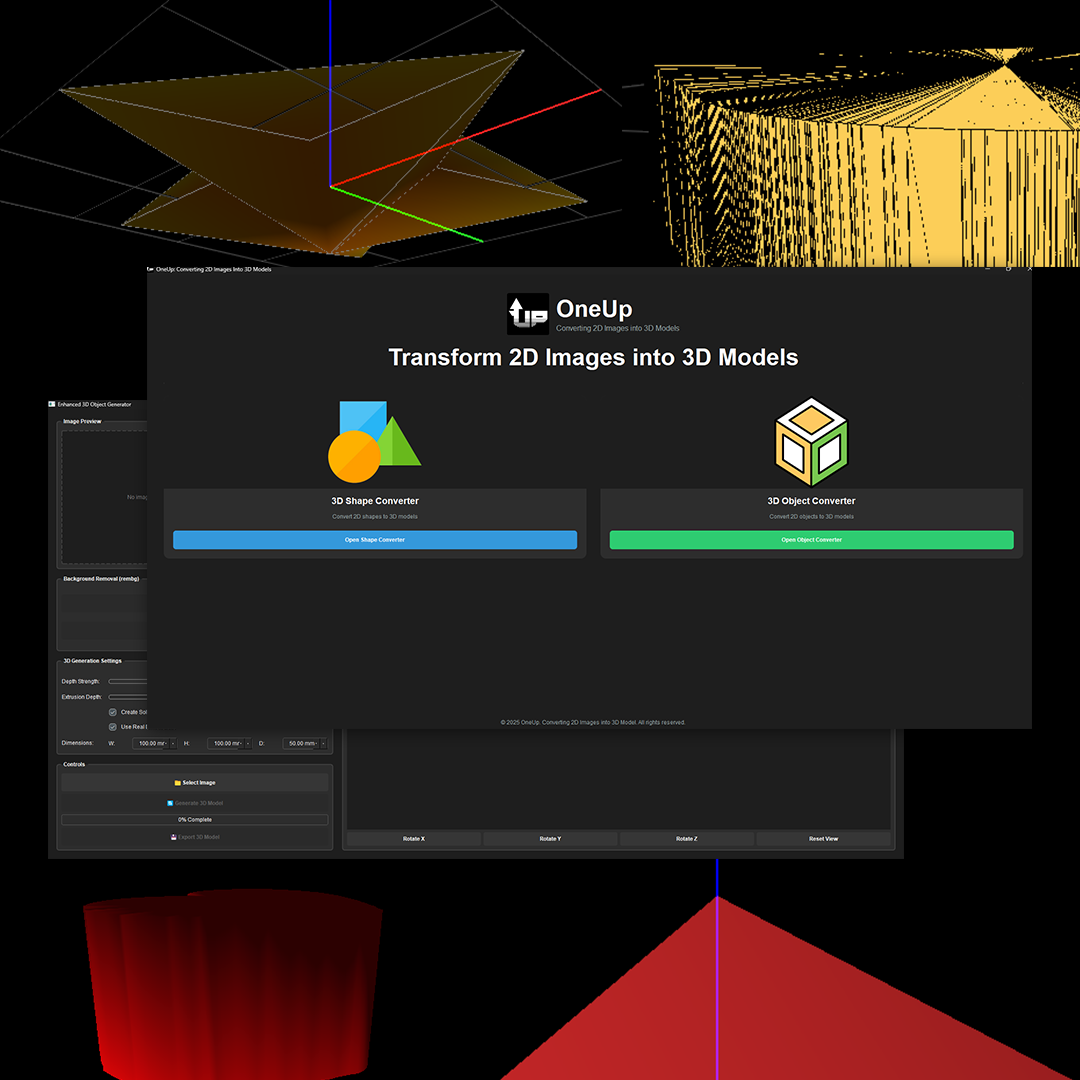 OneUp: Converting 2D Images Into 3D Models
UP
OneUp
Converting 2D Images into 3D Models
Transform 2D Images into 3D Models
3D Shape Converter
Convert 2D shapes to 3D models
Open Shape Converter
3D Object Converter
Convert 2D objects to 3D models
Open Object Converter
© 2025 OneUp. Converting 2D Images into 3D Model. All rights reserved.
Enhanced 3D Object Generator
Image Preview
Background Removal (rembg)
3D Generation Settings
Depth Strength:
Extrusion Depth:
Create
Use Real
Dimensions: W: 100.00 mm H: 100.00 mm D: 50.00 mm
Controls
Select Image
Generate 3D Model
0% Complete
Export 3D Model
Rotate X
Rotate Y
Rotate Z
Reset View